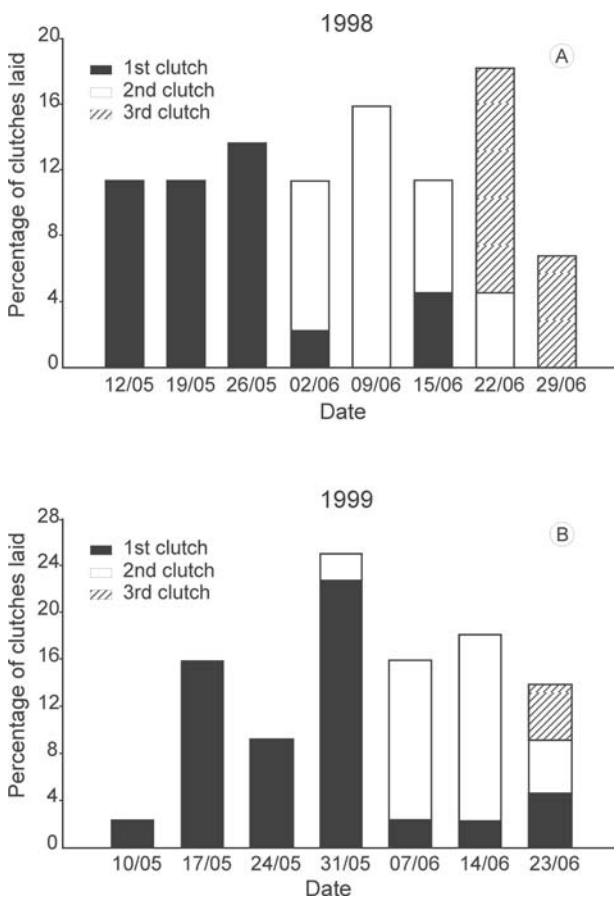 1998
A
20
16
12
8
4
0
Percentage of clutches laid
1st clutch
2nd clutch
3rd clutch
12/05 19/05 26/05 02/06 09/06 15/06 22/06 29/06
Date
1999
B
28
24
20
16
12
8
4
0
Percentage of clutches laid
1st clutch
2nd clutch
3rd clutch
10/05 17/05 24/05 31/05 07/06 14/06 23/06
Date